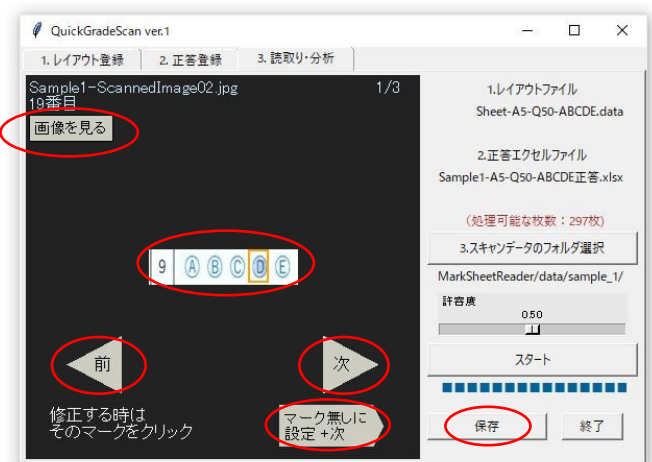 QuickGradeScan ver.1
1. レイアウト登録 2. 正答登録 3. 読取り・分析
Sample1-ScannedImage02.jpg 1/3
19番目
画像を見る
9 A B C D E
前
次
修正する時は
そのマークをクリック
マーク無しに
設定+次
1.レイアウトファイル
Sheet-A5-Q50-ABCDE.data
2.正答エクセルファイル
Sample1-A5-Q50-ABCDE正答.xlsx
(処理可能な枚数：297枚)
3.スキャンデータのフォルダ選択
MarkSheetReader/data/sample_1/
許容度
0.50
スタート
保存
終了